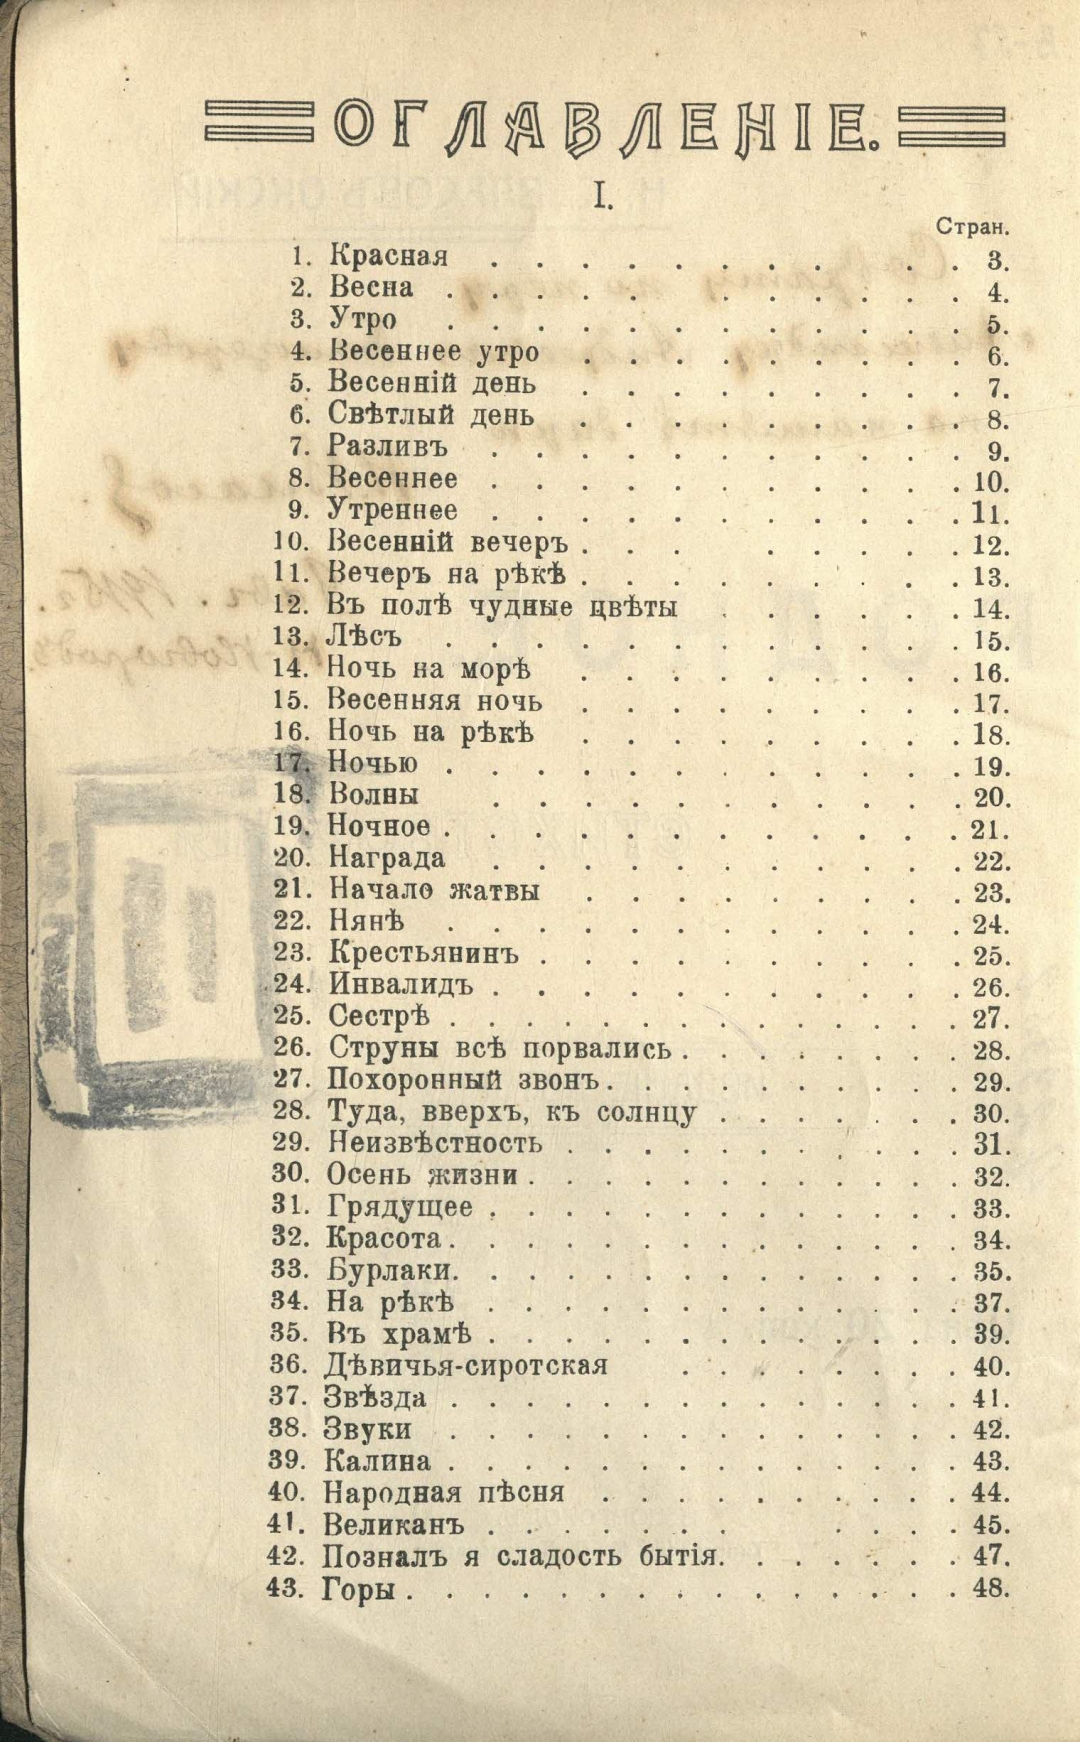 ОГЛАВЛЕНІЕ.
I.
Стран.
1. Красная . . . . . . . . . . 3.
2. Весна . . . . . . . . . . . 4.
3. Утро . . . . . . . . . . . . 5.
4. Весеннее утро . . . . . . . . . 6.
5. Весенній день . . . . . . . . . 7.
6. Свѣтлый день . . . . . . . . . 8.
7. Разливъ . . . . . . . . . . . 9.
8. Весеннее . . . . . . . . . . . 10.
9. Утреннее . . . . . . . . . . . 11.
10. Весенній вечеръ . . . . . . . . 12.
11. Вечеръ на рѣкѣ . . . . . . . . . 13.
12. Въ полѣ чудные цвѣты . . . . . . 14.
13. Лѣсъ . . . . . . . . . . . . 15.
14. Ночь на морѣ . . . . . . . . . 16.
15. Весенняя ночь . . . . . . . . . 17.
16. Ночь на рѣкѣ . . . . . . . . . 18.
17. Ночью . . . . . . . . . . . . 19.
18. Волны . . . . . . . . . . . 20.
19. Ночное . . . . . . . . . . . . 21.
20. Награда . . . . . . . . . . . 22.
21. Начало жатвы . . . . . . . . . 23.
22. Нянѣ . . . . . . . . . . . . 24.
23. Крестьянинъ . . . . . . . . . . 25.
24. Инвалидъ . . . . . . . . . . . 26.
25. Сестрѣ . . . . . . . . . . . . . . 27.
26. Струны всѣ порвались . . . . . . . . 28.
27. Похоронный звонъ . . . . . . . . . . 29.
28. Туда, вверхъ, къ солнцу . . . . . . . 30.
29. Неизвѣстность . . . . . . . . . . . 31.
30. Осень жизни . . . . . . . . . . . . 32.
31. Грядущее . . . . . . . . . . . . . 33.
32. Красота . . . . . . . . . . . . . . 34.
33. Бурлаки. . . . . . . . . . . . . . 35.
34. На рѣкѣ . . . . . . . . . . . . . 37.
35. Въ храмѣ . . . . . . . . . . . . . 39.
36. Дѣвичья-сиротская . . . . . . . . 40.
37. Звѣзда . . . . . . . . . . . . . . 41.
38. Звуки . . . . . . . . . . . . . . 42.
39. Калина . . . . . . . . . . . . . . 43.
40. Народная пѣсня . . . . . . . . . . 44.
41. Великанъ . . . . . . . . . . . 45.
42. Позналъ я сладость бытія. . . . . . . 47.
43. Горы . . . . . . . . . . . . . 48.